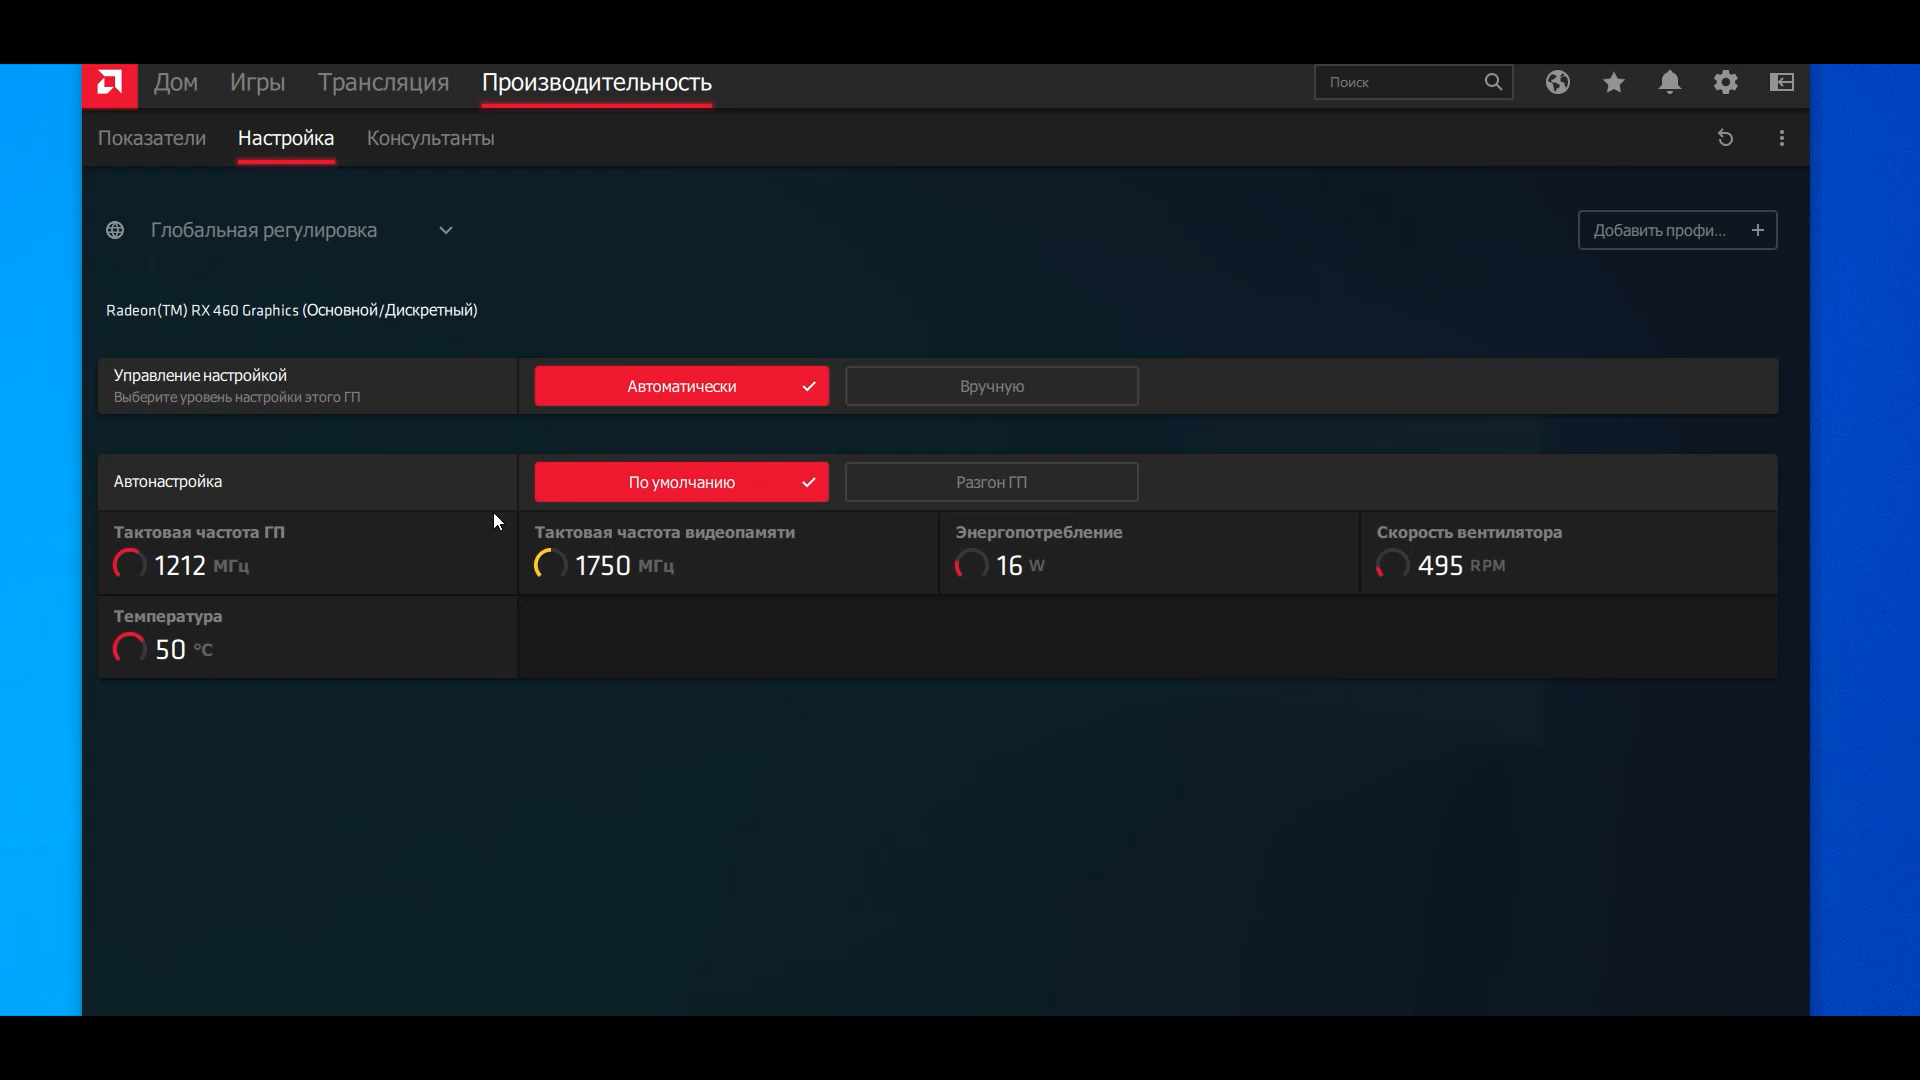 Дом Игры Трансляция Производительность Поиск
Показатели Настройка Консультанты
Глобальная регулировка Добавить профи... +
Radeon(TM) RX 460 Graphics (Основной/Дискретный)
Управление настройкой
Выберите уровень настройки этого ГП
Автоматически Вручную
Автонастройка По умолчанию Разгон ГП
Тактовая частота ГП
1212 МГц
Тактовая частота видеопамяти
1750 МГц
Энергопотребление
16 W
Скорость вентилятора
495 RPM
Температура
50 °C